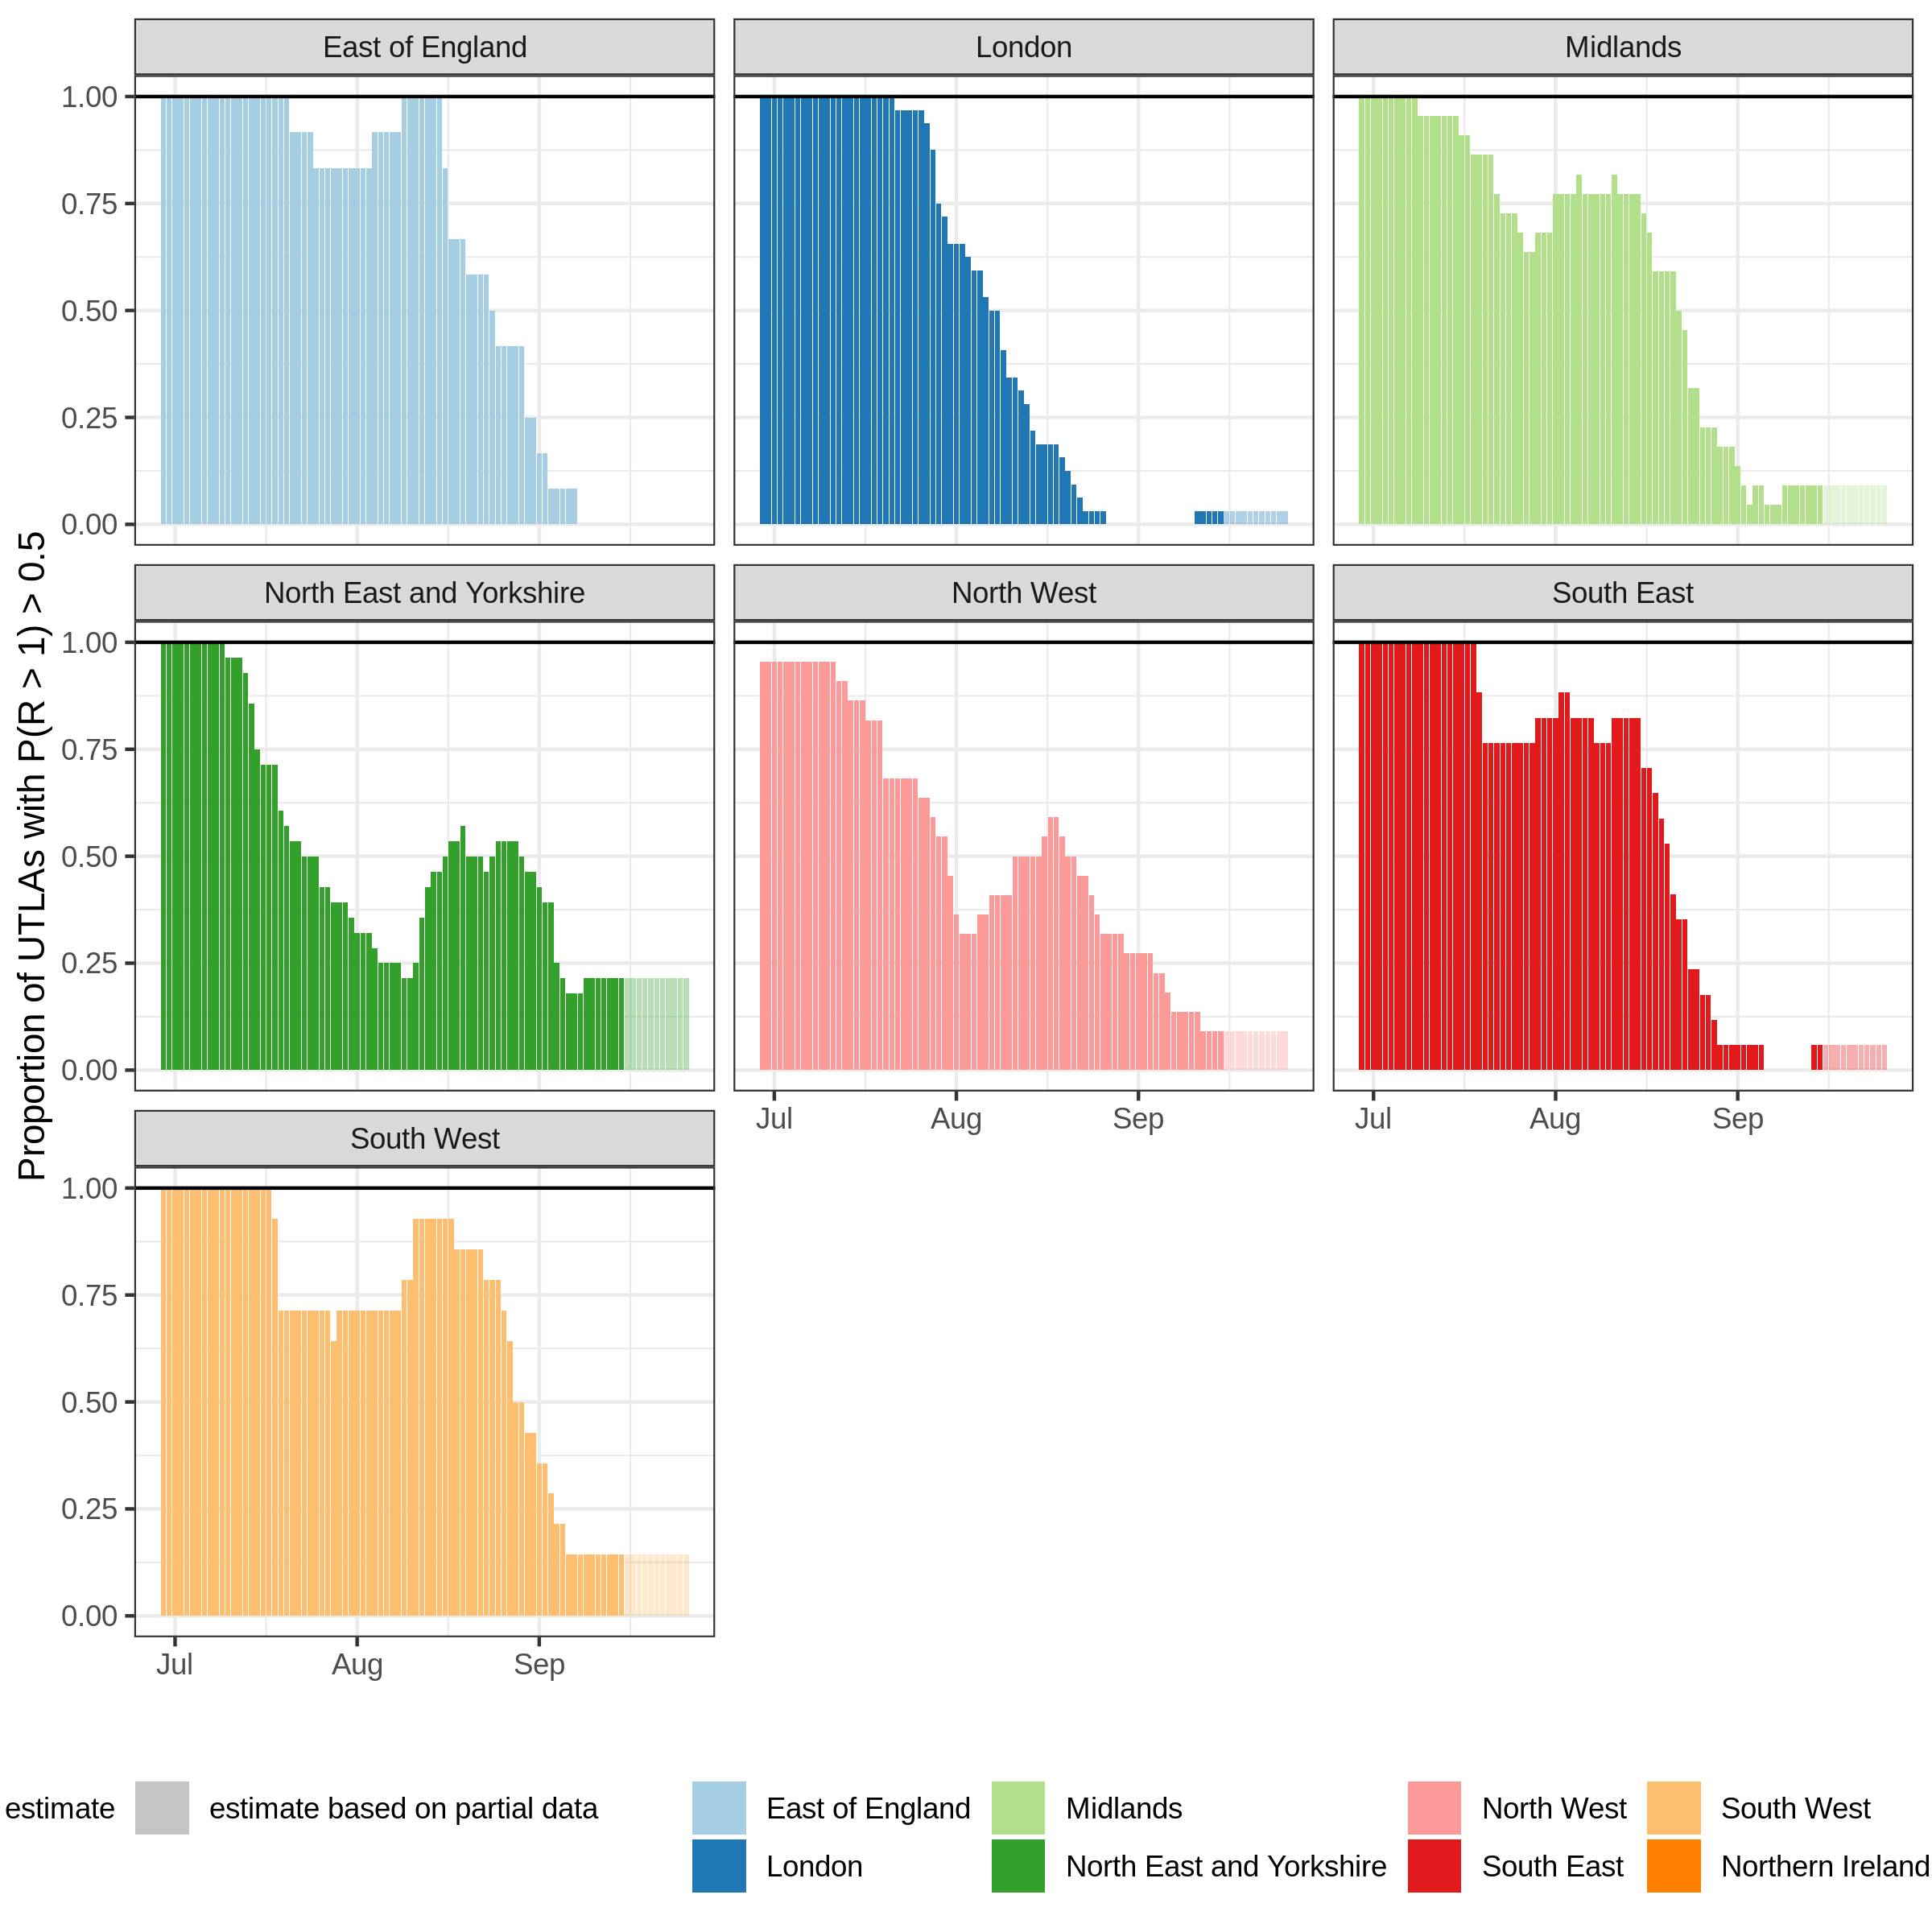 East of England
London
Midlands
1.00
0.75
0.50
0.25
0.00
North East and Yorkshire
North West
South East
1.00
0.75
0.50
0.25
0.00
Jul Aug Sep
Jul Aug Sep
South West
1.00
0.75
0.50
0.25
0.00
Jul Aug Sep
Proportion of UTLAs with P(R > 1) > 0.5
estimate
estimate based on partial data
East of England
London
Midlands
North East and Yorkshire
North West
South East
South West
Northern Ireland